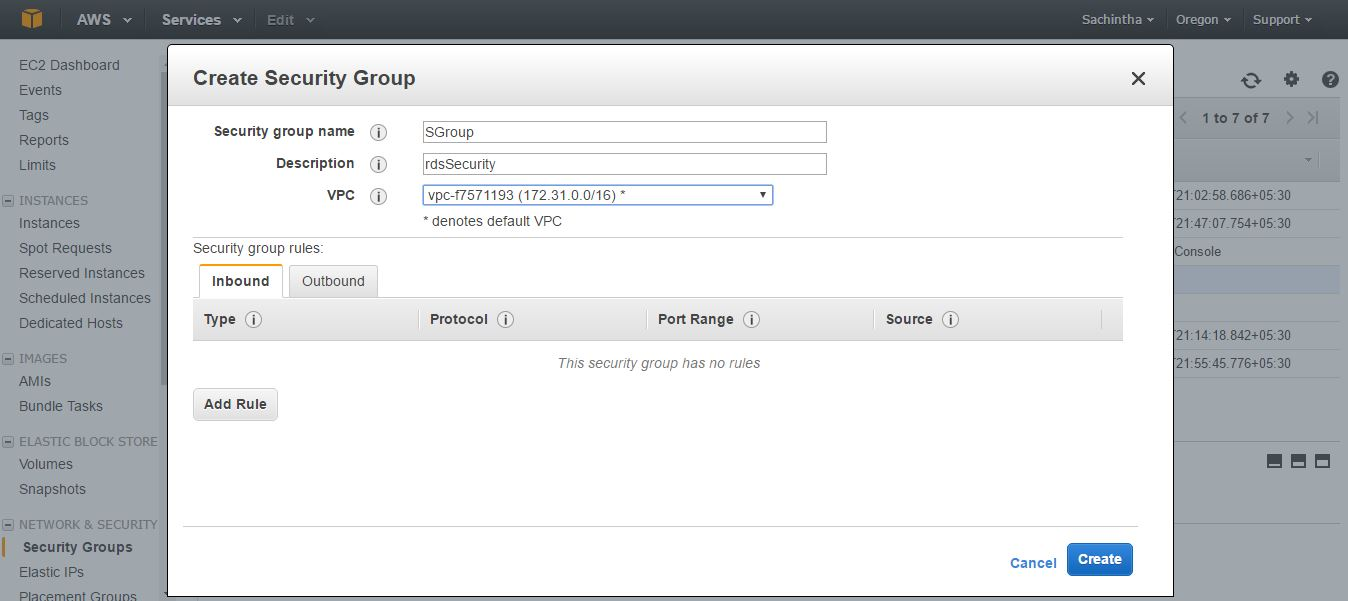 AWS Services Edit Sachintha Oregon Support
EC2 Dashboard
Events
Tags
Reports
Limits
INSTANCES
Instances
Spot Requests
Reserved Instances
Scheduled Instances
Dedicated Hosts
IMAGES
AMIs
Bundle Tasks
ELASTIC BLOCK STORE
Volumes
Snapshots
NETWORK & SECURITY
Security Groups
Elastic IPs
Placement Groups
Create Security Group
Security group name SGroup
Description rdsSecurity
VPC vpc-f7571193 (172.31.0.0/16) *
* denotes default VPC
Security group rules:
Inbound Outbound
Type Protocol Port Range Source
This security group has no rules
Add Rule
Cancel Create
1 to 7 of 7
21:02:58.686+05:30
21:47:07.754+05:30
Console
21:14:18.842+05:30
21:55:45.776+05:30